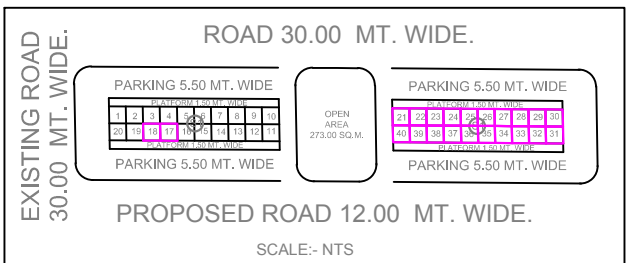 ROAD 30.00 MT. WIDE.
EXISTING ROAD
30.00 MT. WIDE.
PARKING 5.50 MT. WIDE
PLATFORM 1.50 MT. WIDE
1 2 3 4 5 6 7 8 9 10
20 19 18 17 16 15 14 13 12 11
PLATFORM 1.50 MT. WIDE
PARKING 5.50 MT. WIDE
OPEN
AREA
273.00 SQ.M.
PARKING 5.50 MT. WIDE
PLATFORM 1.50 MT. WIDE
21 22 23 24 25 26 27 28 29 30
40 39 38 37 36 35 34 33 32 31
PLATFORM 1.50 MT. WIDE
PARKING 5.50 MT. WIDE
PROPOSED ROAD 12.00 MT. WIDE.
SCALE:- NTS